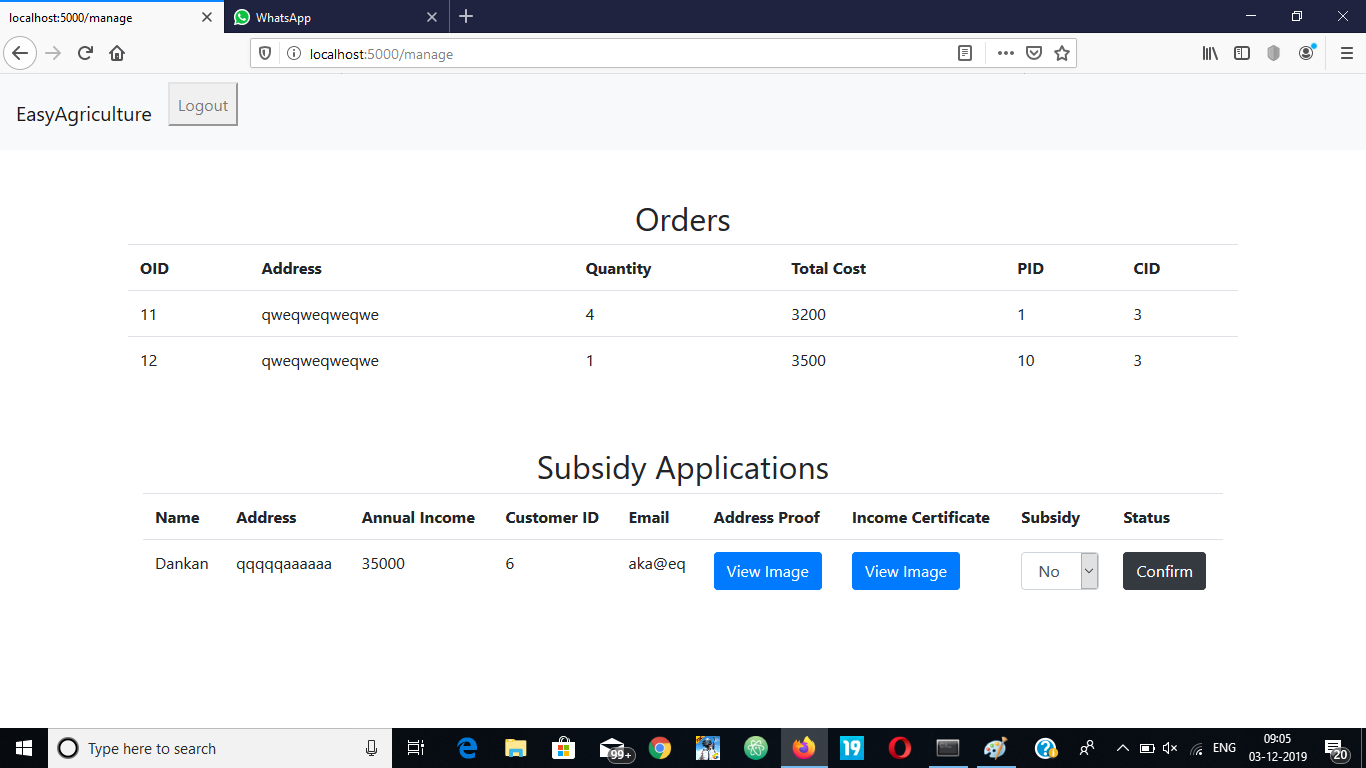 localhost:5000/manage WhatsApp
localhost:5000/manage
EasyAgriculture Logout
Orders
OID Address Quantity Total Cost PID CID
11 qweqweqweqwe 4 3200 1 3
12 qweqweqweqwe 1 3500 10 3
Subsidy Applications
Name Address Annual Income Customer ID Email Address Proof Income Certificate Subsidy Status
Dankan qqqqqaaaaaa 35000 6 aka@eq View Image View Image No Confirm
Type here to search 99+ 19 ENG 09:05
03-12-2019 20